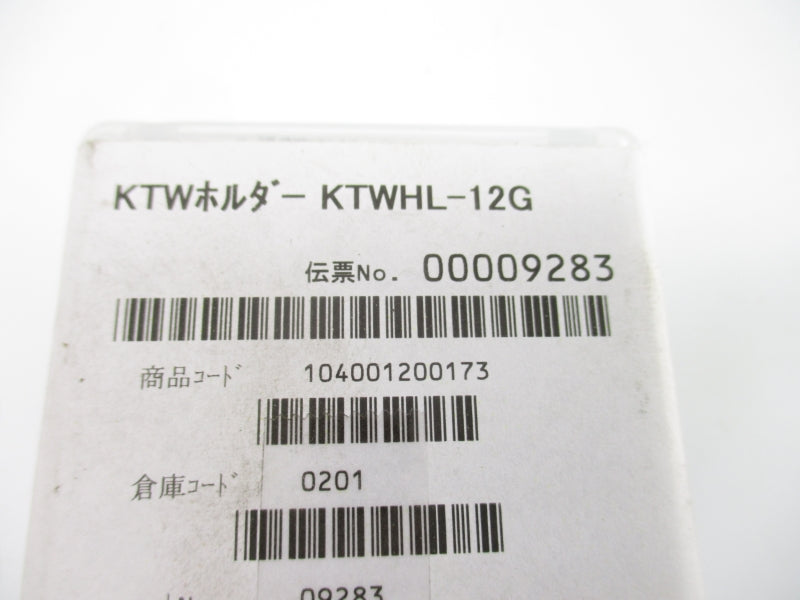 KTWﾎﾙﾀﾞｰ KTWHL-12G
伝票No. 00009283
商品ｺｰﾄﾞ 104001200173
倉庫ｺｰﾄﾞ 0201
09283